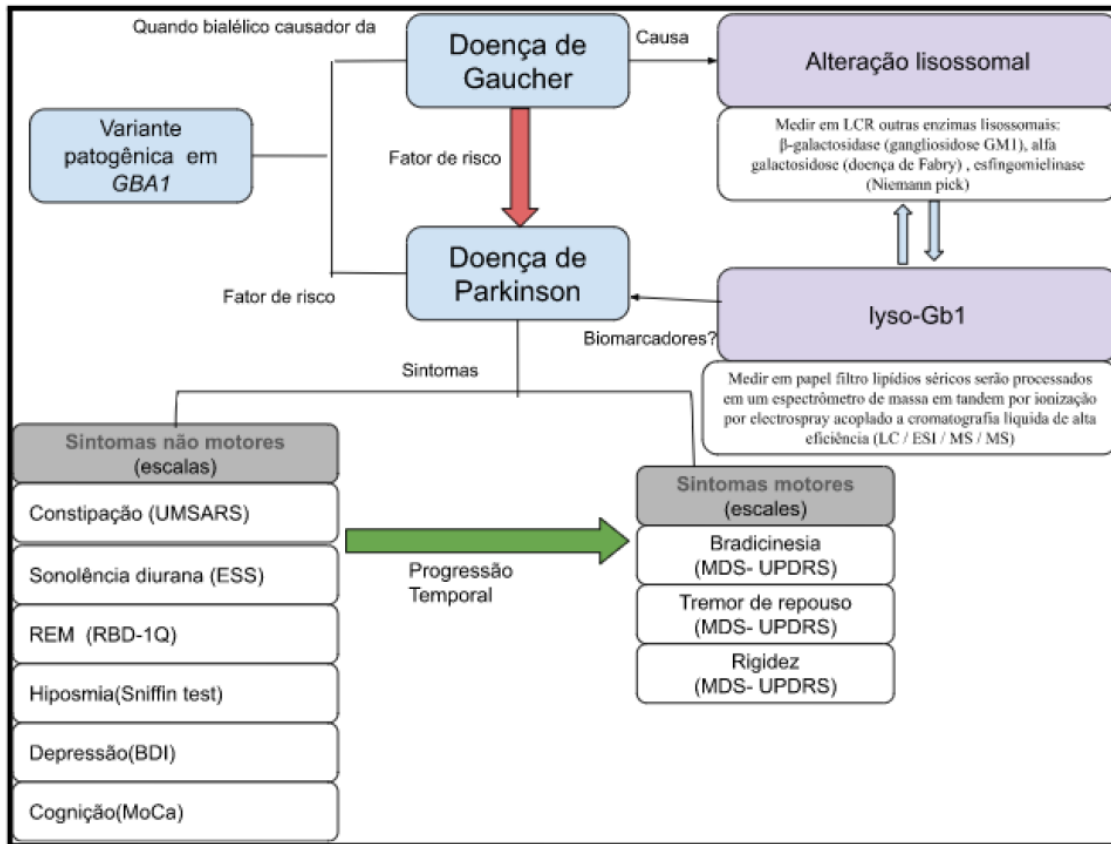 Quando bialélico causador da
Doença de
Gaucher
Causa
Alteração lisossomal
Medir em LCR outras enzimas lisossomais:
β-galactosidase (gangliosidose GM1), alfa
galactosidose (doença de Fabry) , esfingomielinase
(Niemann pick)
Variante
patogênica em
GBA1
Fator de risco
Doença de
Parkinson
Fator de risco
lyso-Gb1
Biomarcadores?
Medir em papel filtro lipídios séricos serão processados
em um espectrômetro de massa em tandem por ionização
por electrospray acoplado a cromatografia líquida de alta
eficiência (LC / ESI / MS / MS)
Sintomas
Sintomas não motores
(escalas)
Constipação (UMSARS)
Sonolência diurana (ESS)
REM (RBD-1Q)
Hiposmia(Sniffin test)
Depressão(BDI)
Cognição(MoCa)
Progressão
Temporal
Sintomas motores
(escales)
Bradicinesia
(MDS- UPDRS)
Tremor de repouso
(MDS- UPDRS)
Rigidez
(MDS- UPDRS)